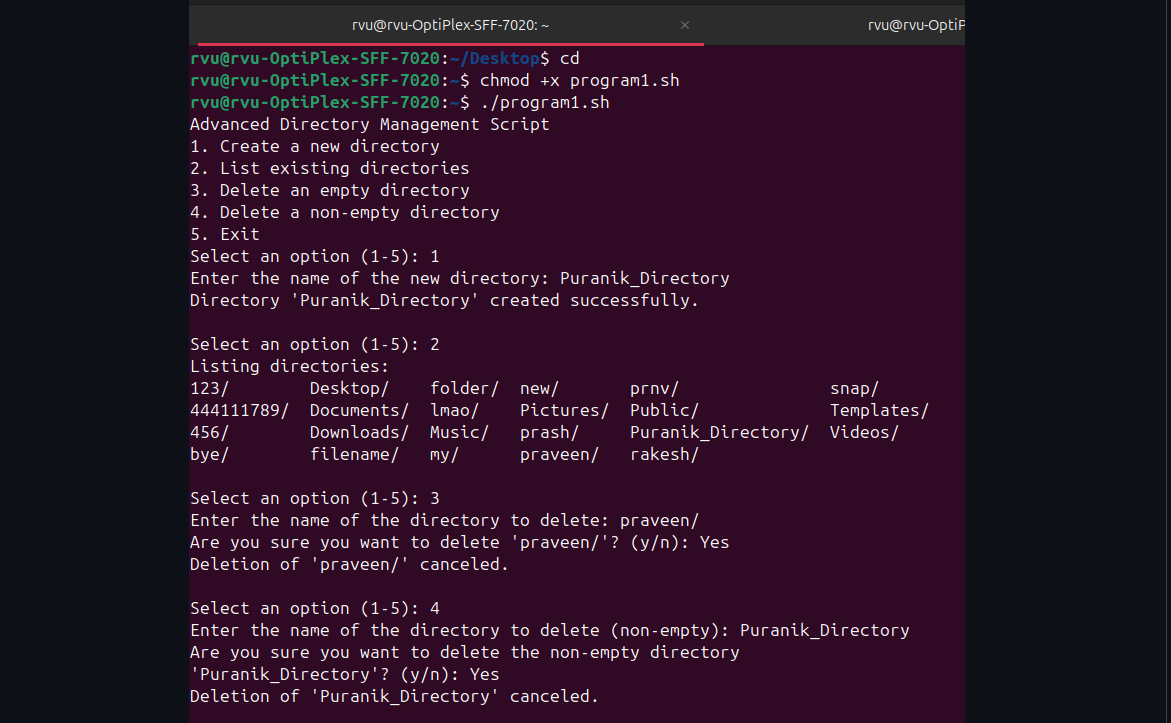 rvu@rvu-OptiPlex-SFF-7020: ~ × rvu@rvu-OptiP
rvu@rvu-OptiPlex-SFF-7020:~/Desktop$ cd
rvu@rvu-OptiPlex-SFF-7020:~$ chmod +x program1.sh
rvu@rvu-OptiPlex-SFF-7020:~$ ./program1.sh
Advanced Directory Management Script
1. Create a new directory
2. List existing directories
3. Delete an empty directory
4. Delete a non-empty directory
5. Exit
Select an option (1-5): 1
Enter the name of the new directory: Puranik_Directory
Directory 'Puranik_Directory' created successfully.

Select an option (1-5): 2
Listing directories:
123/        Desktop/    folder/  new/       prnv/               snap/
444111789/  Documents/  lmao/    Pictures/  Public/             Templates/
456/        Downloads/  Music/   prash/     Puranik_Directory/  Videos/
bye/        filename/   my/      praveen/   rakesh/

Select an option (1-5): 3
Enter the name of the directory to delete: praveen/
Are you sure you want to delete 'praveen/'? (y/n): Yes
Deletion of 'praveen/' canceled.

Select an option (1-5): 4
Enter the name of the directory to delete (non-empty): Puranik_Directory
Are you sure you want to delete the non-empty directory
'Puranik_Directory'? (y/n): Yes
Deletion of 'Puranik_Directory' canceled.